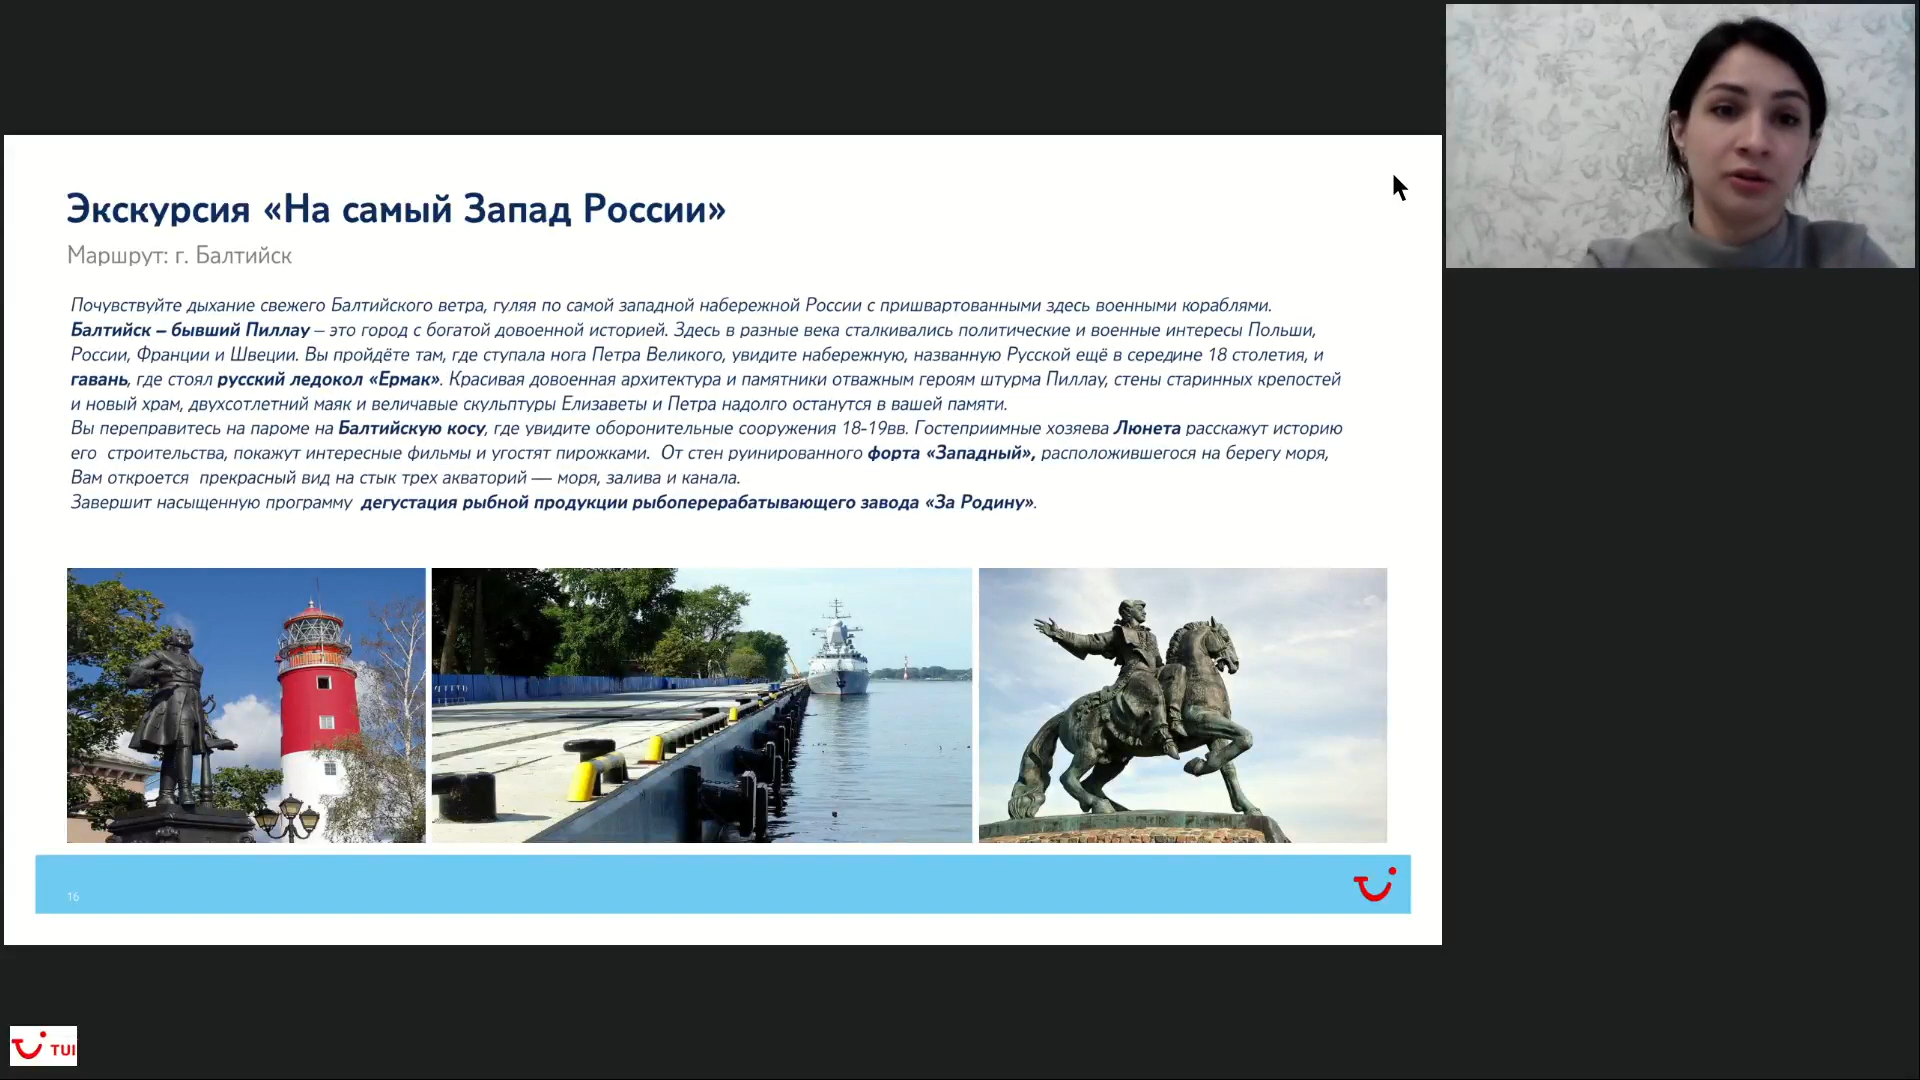 Экскурсия «На самый Запад России»
Маршрут: г. Балтийск
Почувствуйте дыхание свежего Балтийского ветра, гуляя по самой западной набережной России с пришвартованными здесь военными кораблями.
Балтийск – бывший Пиллау – это город с богатой довоенной историей. Здесь в разные века сталкивались политические и военные интересы Польши,
России, Франции и Швеции. Вы пройдёте там, где ступала нога Петра Великого, увидите набережную, названную Русской ещё в середине 18 столетия, и
гавань, где стоял русский ледокол «Ермак». Красивая довоенная архитектура и памятники отважным героям штурма Пиллау, стены старинных крепостей
и новый храм, двухсотлетний маяк и величавые скульптуры Елизаветы и Петра надолго останутся в вашей памяти.
Вы переправитесь на пароме на Балтийскую косу, где увидите оборонительные сооружения 18-19вв. Гостеприимные хозяева Люнета расскажут историю
его строительства, покажут интересные фильмы и угостят пирожками. От стен руинированного форта «Западный», расположившегося на берегу моря,
Вам откроется прекрасный вид на стык трех акваторий — моря, залива и канала.
Завершит насыщенную программу дегустация рыбной продукции рыбоперерабатывающего завода «За Родину».
16
TUI